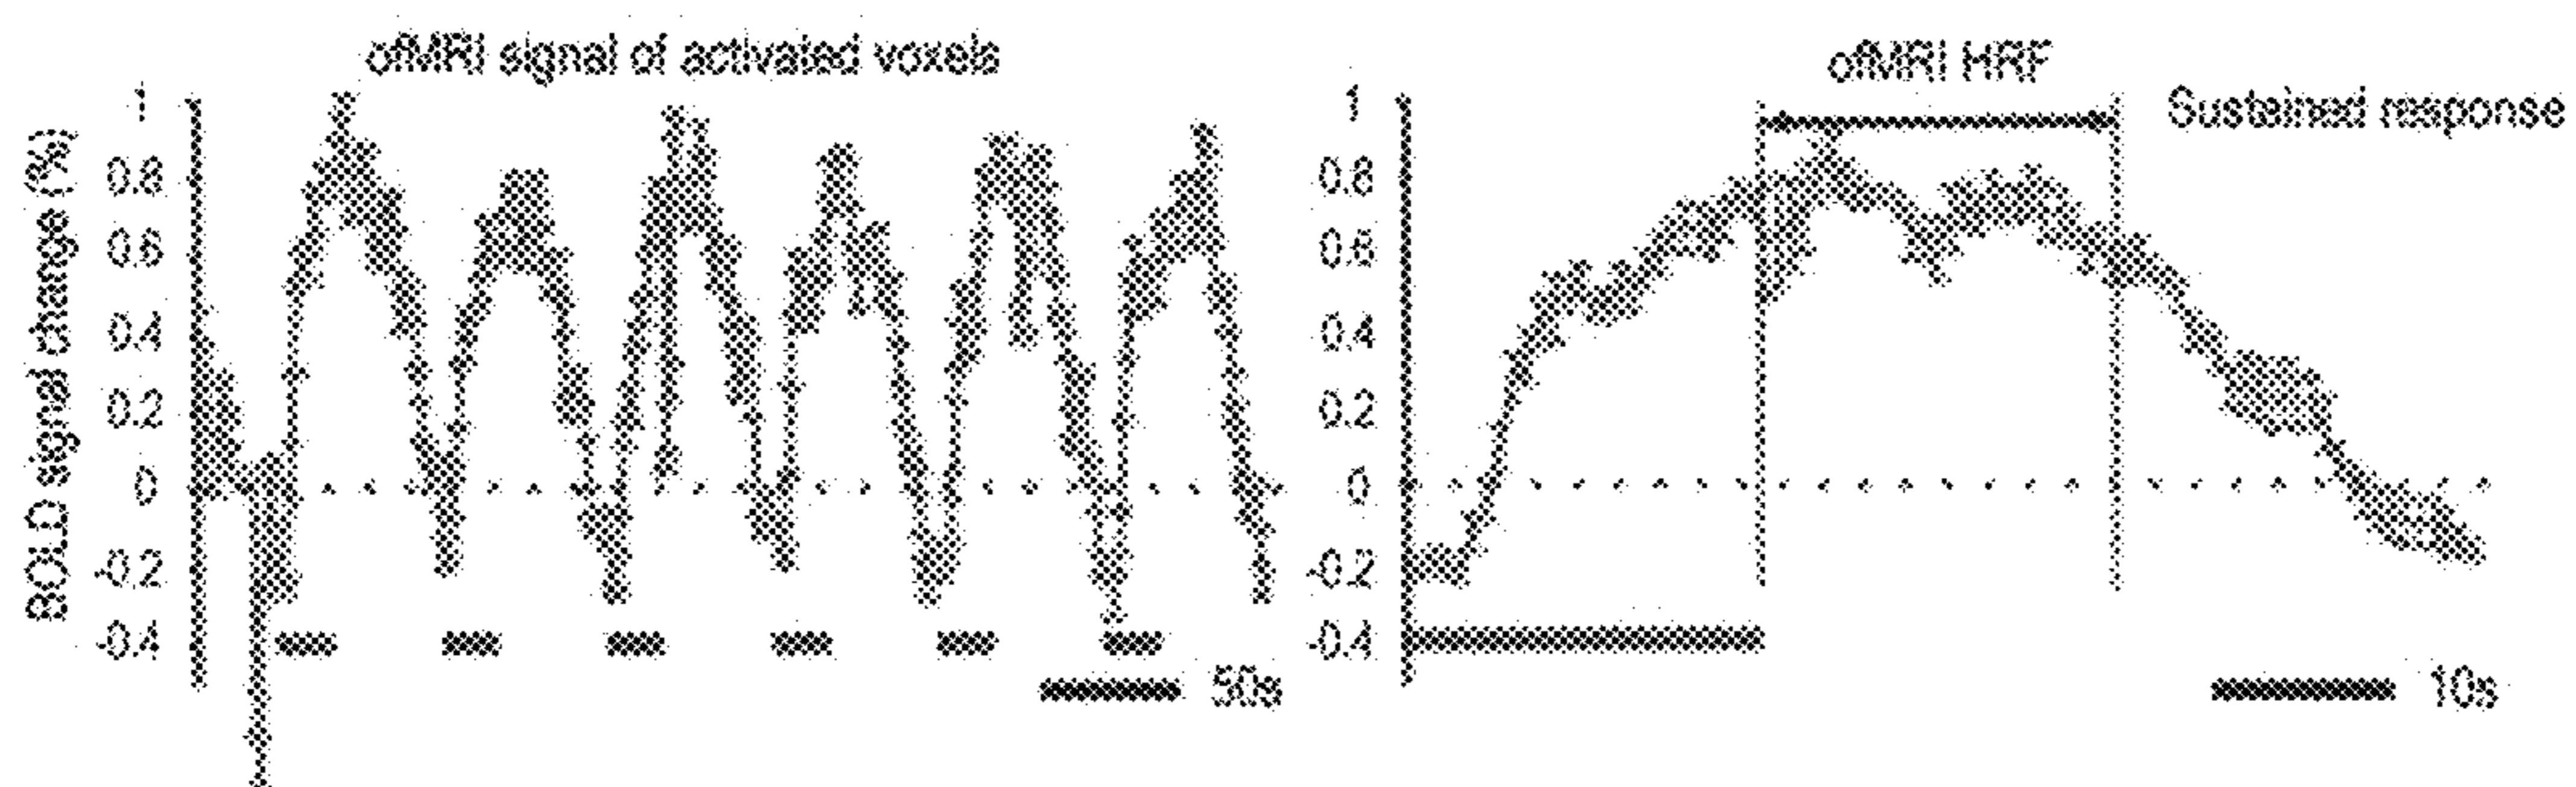 ofMRI signal of activated voxels
BOLD signal change (%)
1
0.8
0.6
0.4
0.2
0
-0.2
-0.4
50s
ofMRI HRF
Sustained response
1
0.8
0.6
0.4
0.2
0
-0.2
-0.4
10s